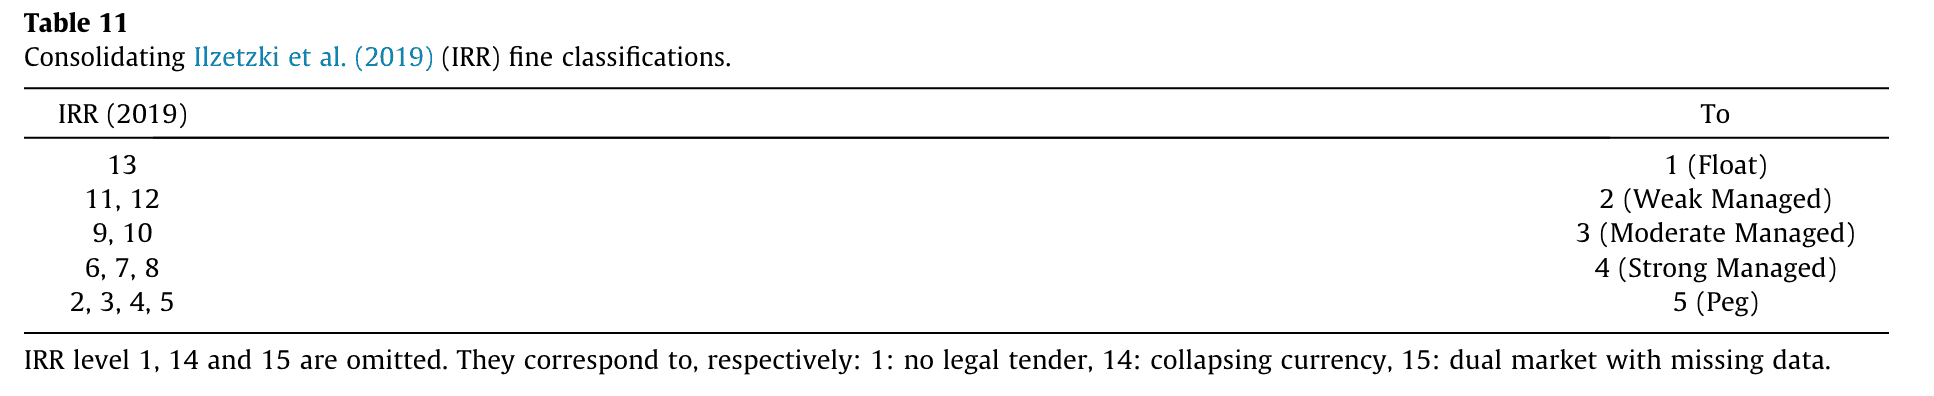 Table 11
Consolidating Ilzetzki et al. (2019) (IRR) fine classifications.
IRR (2019) To
13 1 (Float)
11, 12 2 (Weak Managed)
9, 10 3 (Moderate Managed)
6, 7, 8 4 (Strong Managed)
2, 3, 4, 5 5 (Peg)
IRR level 1, 14 and 15 are omitted. They correspond to, respectively: 1: no legal tender, 14: collapsing currency, 15: dual market with missing data.